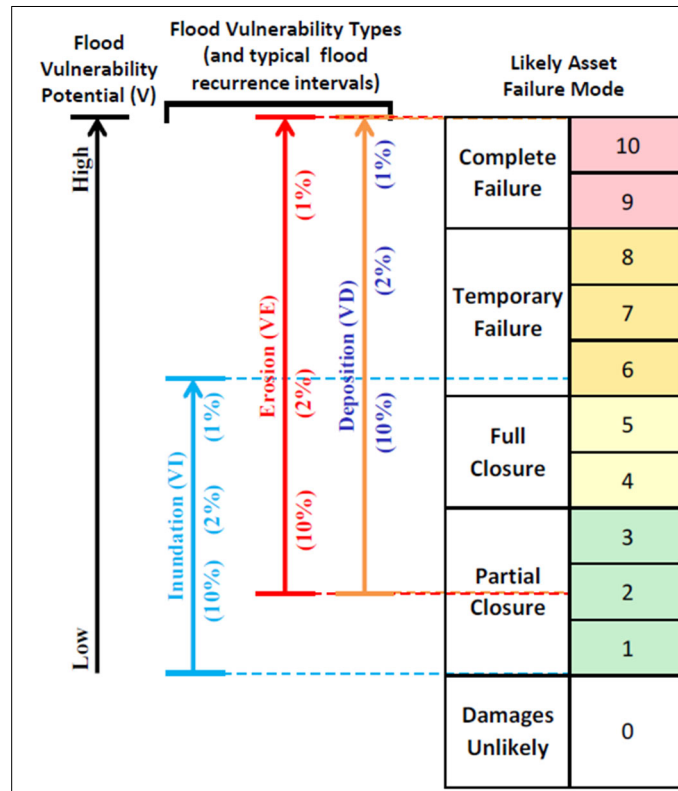 Flood
Vulnerability
Potential (V)
Flood Vulnerability Types
(and typical flood
recurrence intervals)
Likely Asset
Failure Mode
High
Low
Inundation (VI)
(10%)
(2%)
(1%)
Erosion (VE)
(10%)
(2%)
(1%)
Deposition (VD)
(10%)
(2%)
(1%)
Complete
Failure
10
9
Temporary
Failure
8
7
6
Full
Closure
5
4
Partial
Closure
3
2
1
Damages
Unlikely
0